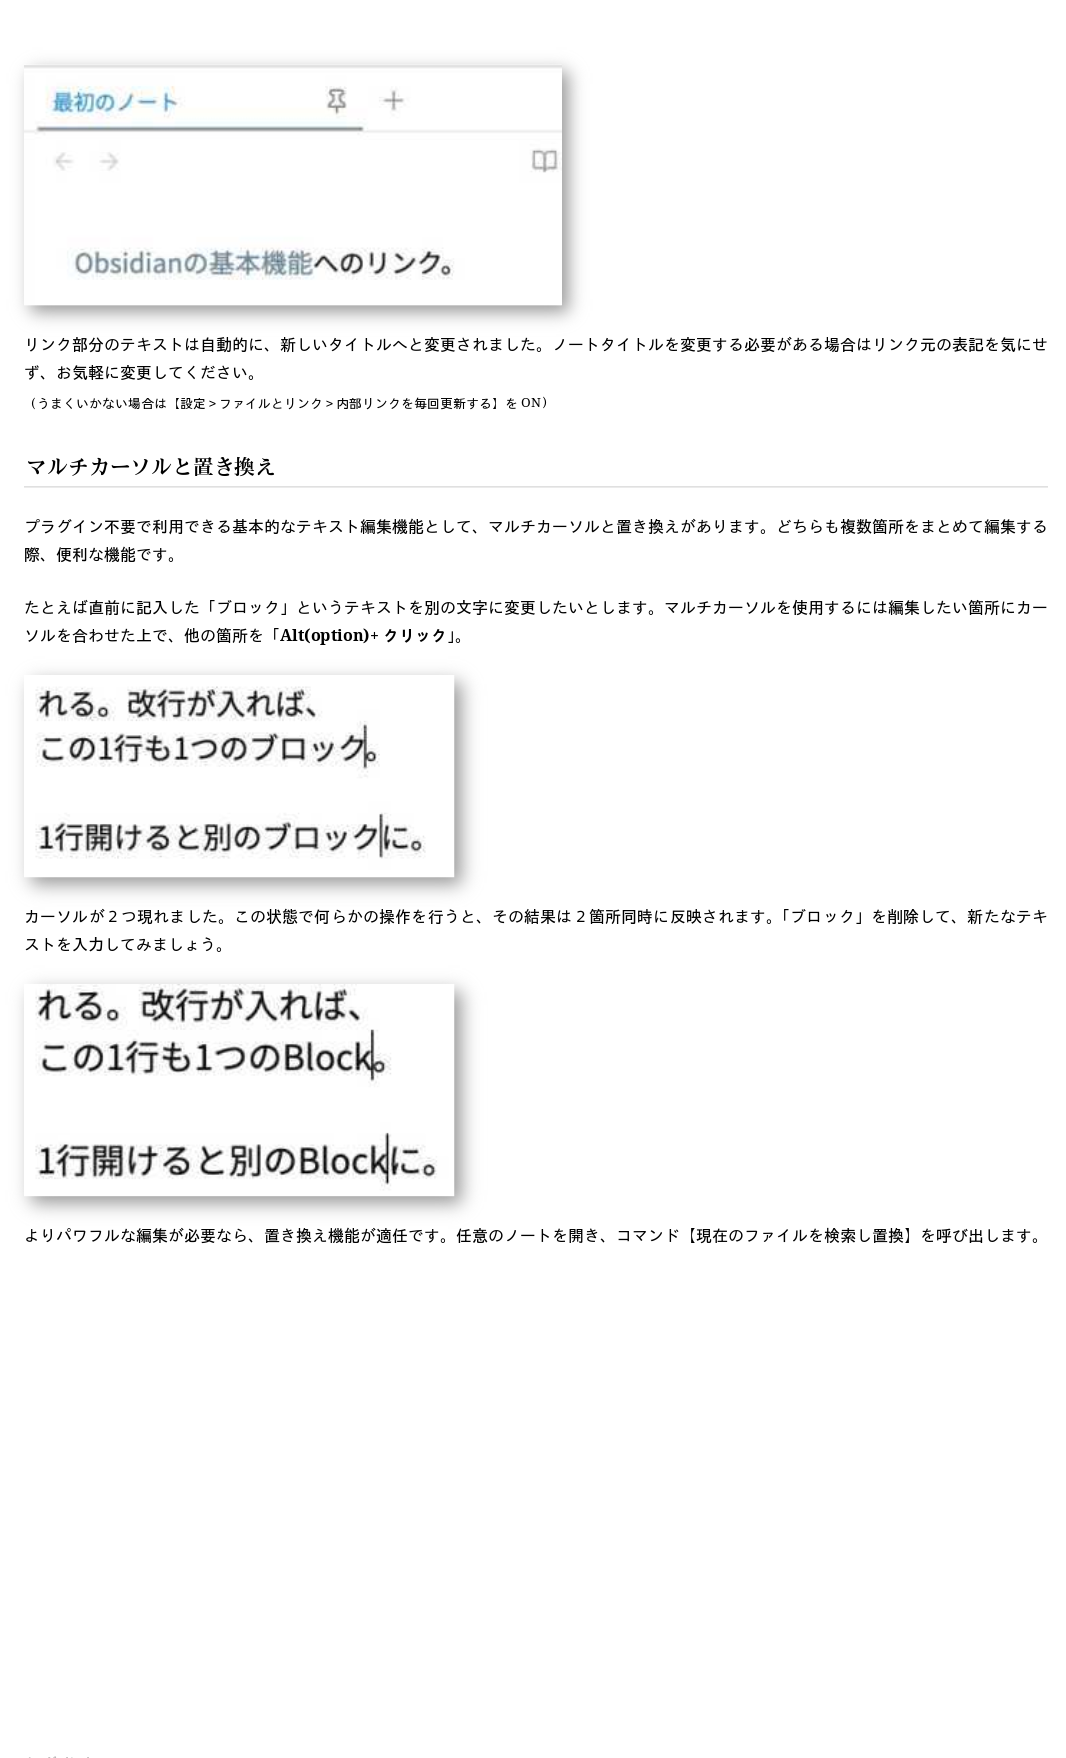 最初のノート
Obsidianの基本機能へのリンク。
リンク部分のテキストは自動的に、新しいタイトルへと変更されました。ノートタイトルを変更する必要がある場合はリンク元の表記を気にせ
ず、お気軽に変更してください。
（うまくいかない場合は【設定 > ファイルとリンク > 内部リンクを毎回更新する】を ON）
マルチカーソルと置き換え
プラグイン不要で利用できる基本的なテキスト編集機能として、マルチカーソルと置き換えがあります。どちらも複数箇所をまとめて編集する
際、便利な機能です。
たとえば直前に記入した「ブロック」というテキストを別の文字に変更したいとします。マルチカーソルを使用するには編集したい箇所にカー
ソルを合わせた上で、他の箇所を「Alt(option)+ クリック」。
れる。改行が入れば、
この1行も1つのブロック。
1行開けると別のブロックに。
カーソルが２つ現れました。この状態で何らかの操作を行うと、その結果は２箇所同時に反映されます。「ブロック」を削除して、新たなテキ
ストを入力してみましょう。
れる。改行が入れば、
この1行も1つのBlock。
1行開けると別のBlockに。
よりパワフルな編集が必要なら、置き換え機能が適任です。任意のノートを開き、コマンド【現在のファイルを検索し置換】を呼び出します。